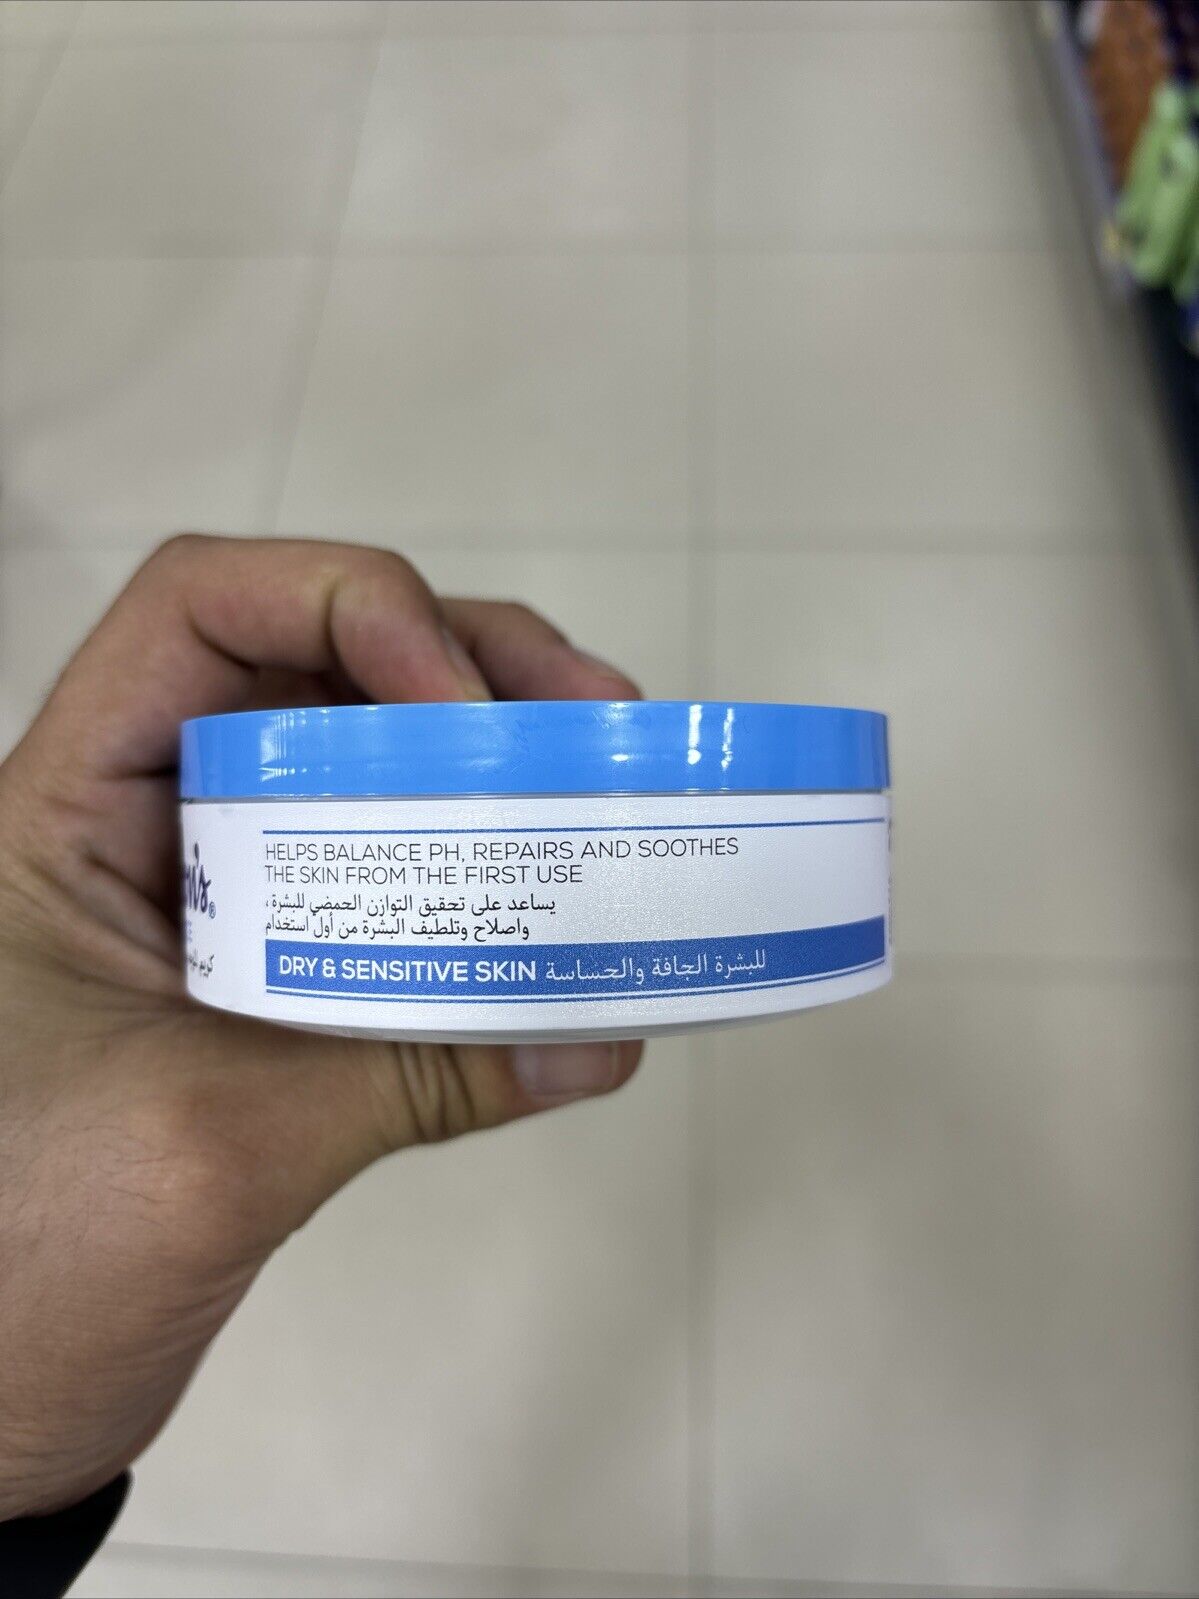 HELPS BALANCE PH, REPAIRS AND SOOTHES
THE SKIN FROM THE FIRST USE
يساعد على تحقيق التوازن الحمضي للبشرة ،
واصلاح وتلطيف البشرة من أول استخدام
DRY & SENSITIVE SKIN للبشرة الجافة والحساسة